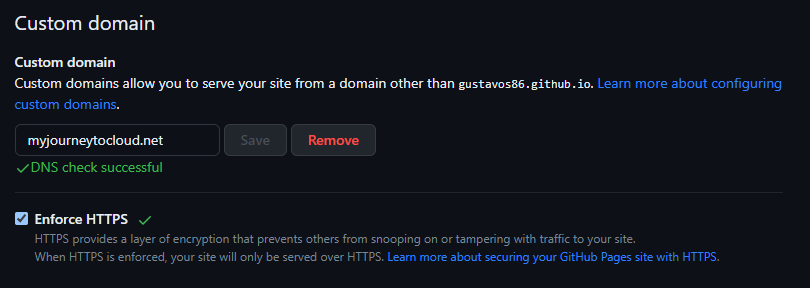 Custom domain
Custom domain
Custom domains allow you to serve your site from a domain other than gustavos86.github.io. Learn more about configuring
custom domains.
myjourneytocloud.net Save Remove
DNS check successful
Enforce HTTPS
HTTPS provides a layer of encryption that prevents others from snooping on or tampering with traffic to your site.
When HTTPS is enforced, your site will only be served over HTTPS. Learn more about securing your GitHub Pages site with HTTPS.